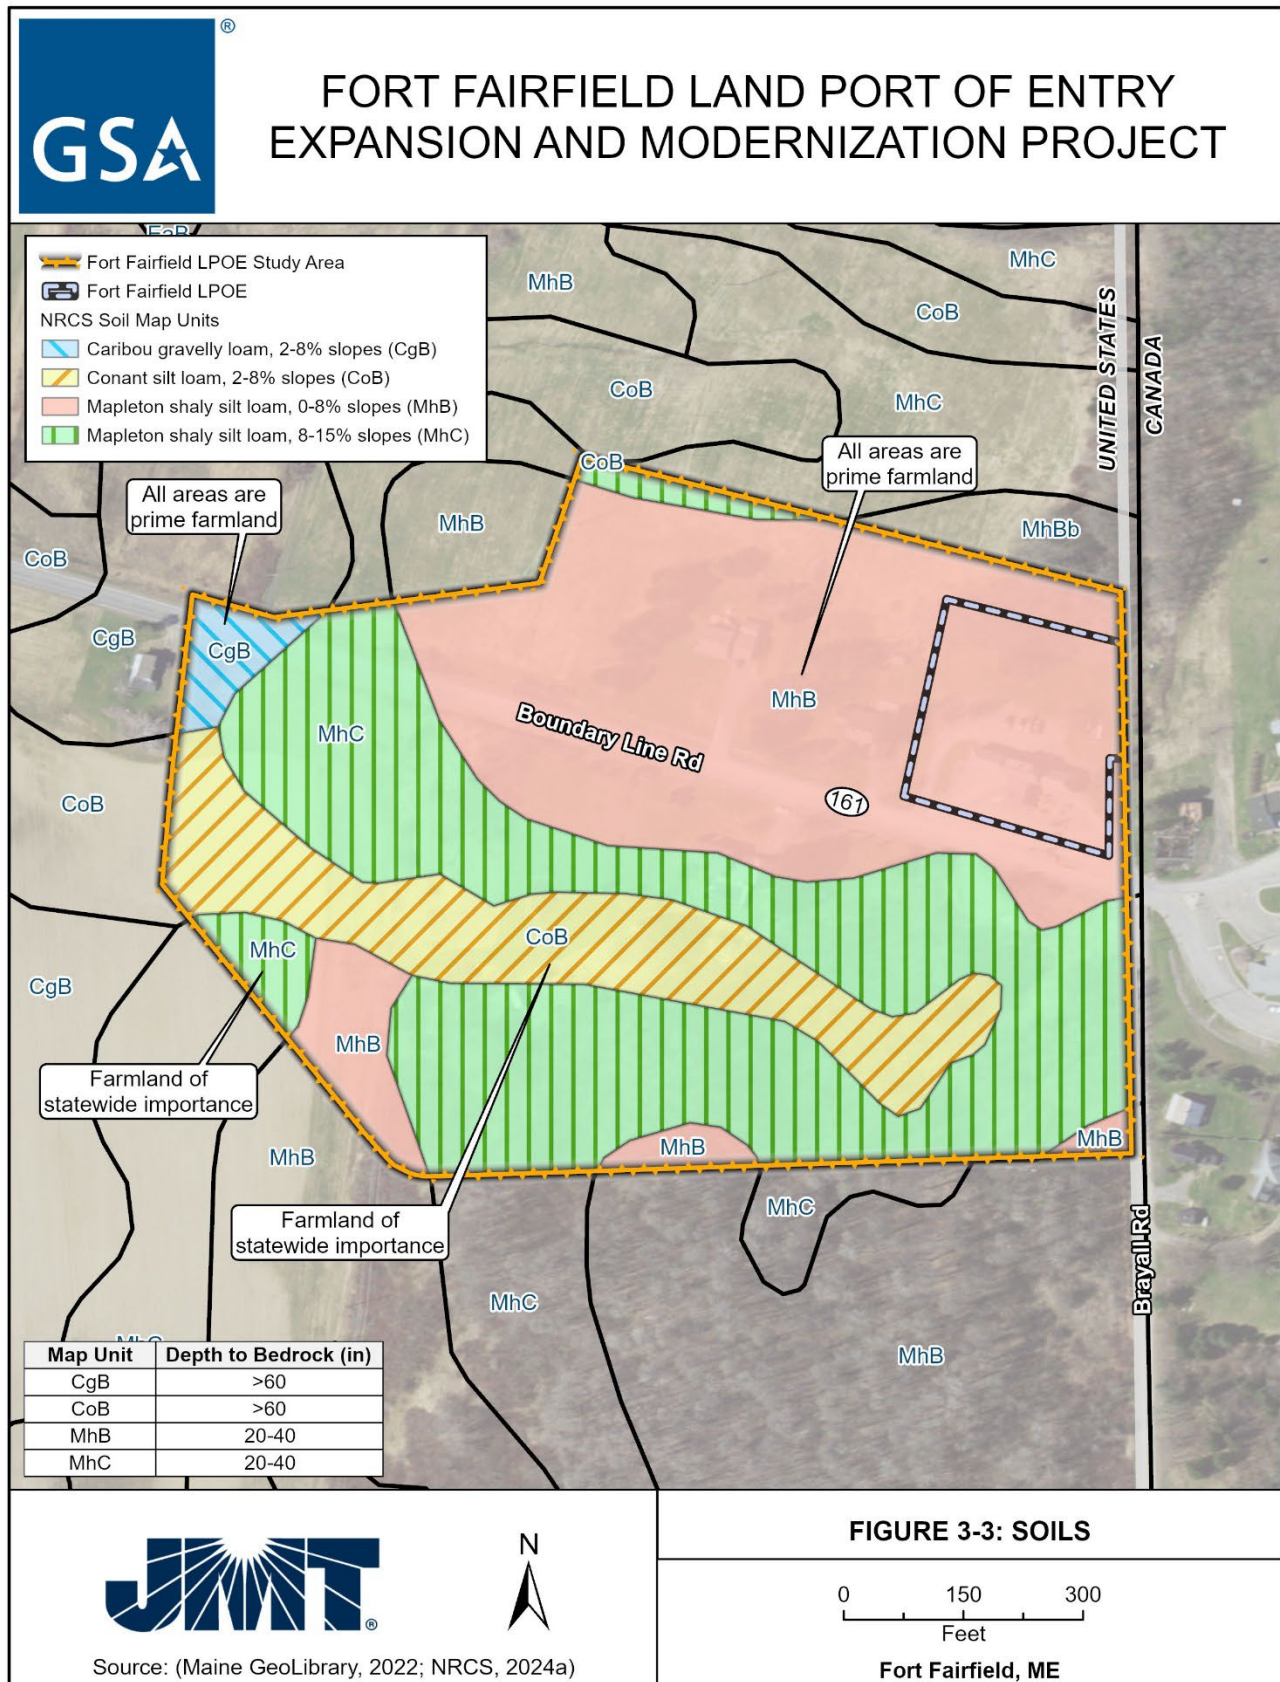 GSA
®
FORT FAIRFIELD LAND PORT OF ENTRY
EXPANSION AND MODERNIZATION PROJECT
Fort Fairfield LPOE Study Area
Fort Fairfield LPOE
NRCS Soil Map Units
Caribou gravelly loam, 2-8% slopes (CgB)
Conant silt loam, 2-8% slopes (CoB)
Mapleton shaly silt loam, 0-8% slopes (MhB)
Mapleton shaly silt loam, 8-15% slopes (MhC)
MhC
MhB
CoB
UNITED STATES
CANADA
CoB
MhC
All areas are
prime farmland
CoB
All areas are
prime farmland
MhB
MhBb
CoB
CgB
CgB
MhB
MhC
Boundary Line Rd
161
CoB
CoB
MhC
CgB
MhB
Farmland of
statewide importance
MhB
MhB
MhB
MhC
Farmland of
statewide importance
Brayall Rd
MhC
MhB
Map Unit Depth to Bedrock (in)
CgB >60
CoB >60
MhB 20-40
MhC 20-40
JMT®
N
Source: (Maine GeoLibrary, 2022; NRCS, 2024a)
FIGURE 3-3: SOILS
0 150 300
Feet
Fort Fairfield, ME